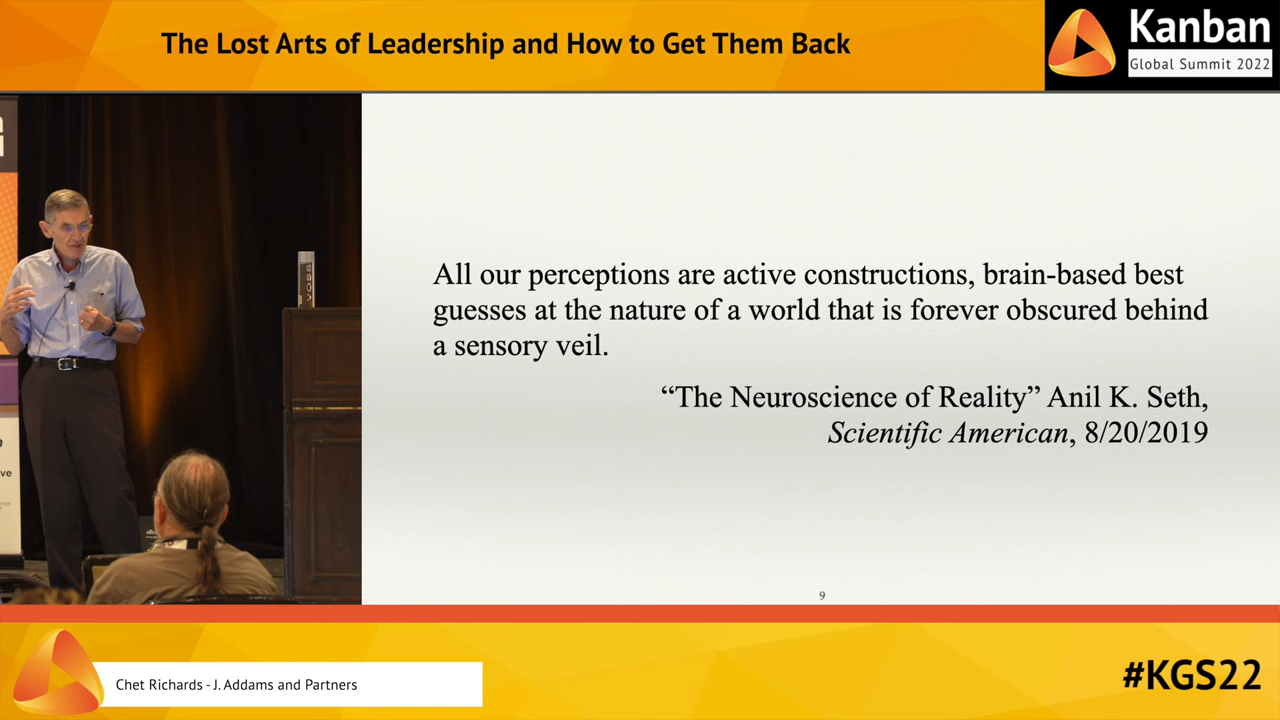 The Lost Arts of Leadership and How to Get Them Back
Kanban
Global Summit 2022
All our perceptions are active constructions, brain-based best
guesses at the nature of a world that is forever obscured behind
a sensory veil.
“The Neuroscience of Reality” Anil K. Seth,
Scientific American, 8/20/2019
9
Chet Richards - J. Addams and Partners
#KGS22